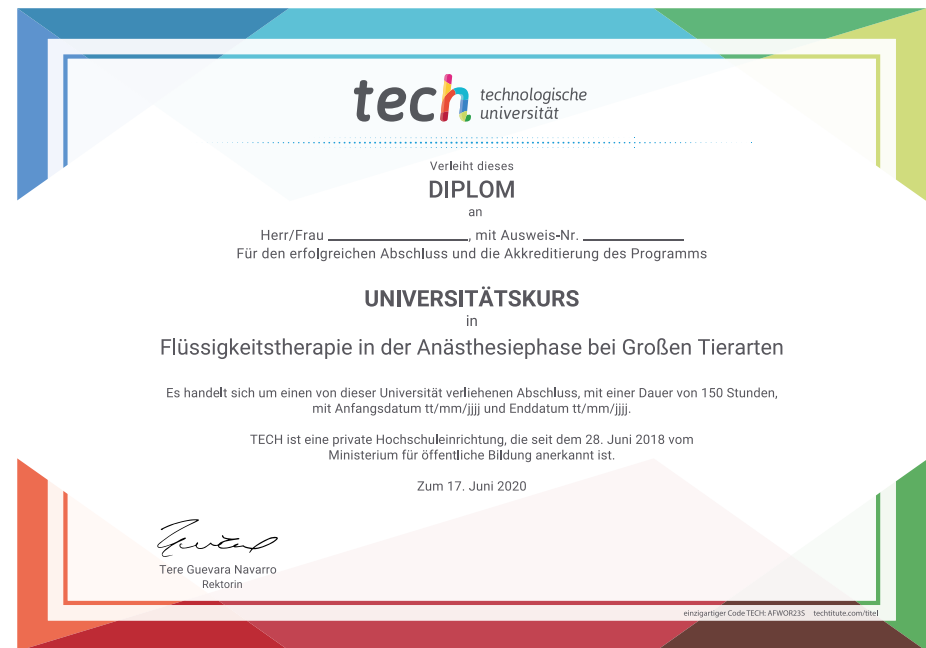 tech technologische
universität
Verleiht dieses
DIPLOM
an
Herr/Frau ____________________, mit Ausweis-Nr. ______________
Für den erfolgreichen Abschluss und die Akkreditierung des Programms
UNIVERSITÄTSKURS
in
Flüssigkeitstherapie in der Anästhesiephase bei Großen Tierarten
Es handelt sich um einen von dieser Universität verliehenen Abschluss, mit einer Dauer von 150 Stunden,
mit Anfangsdatum tt/mm/jjjj und Enddatum tt/mm/jjjj.
TECH ist eine private Hochschuleinrichtung, die seit dem 28. Juni 2018 vom
Ministerium für öffentliche Bildung anerkannt ist.
Zum 17. Juni 2020
Tere Guevara Navarro
Rektorin
einzigartiger Code TECH: AFWOR23S techtitute.com/titel